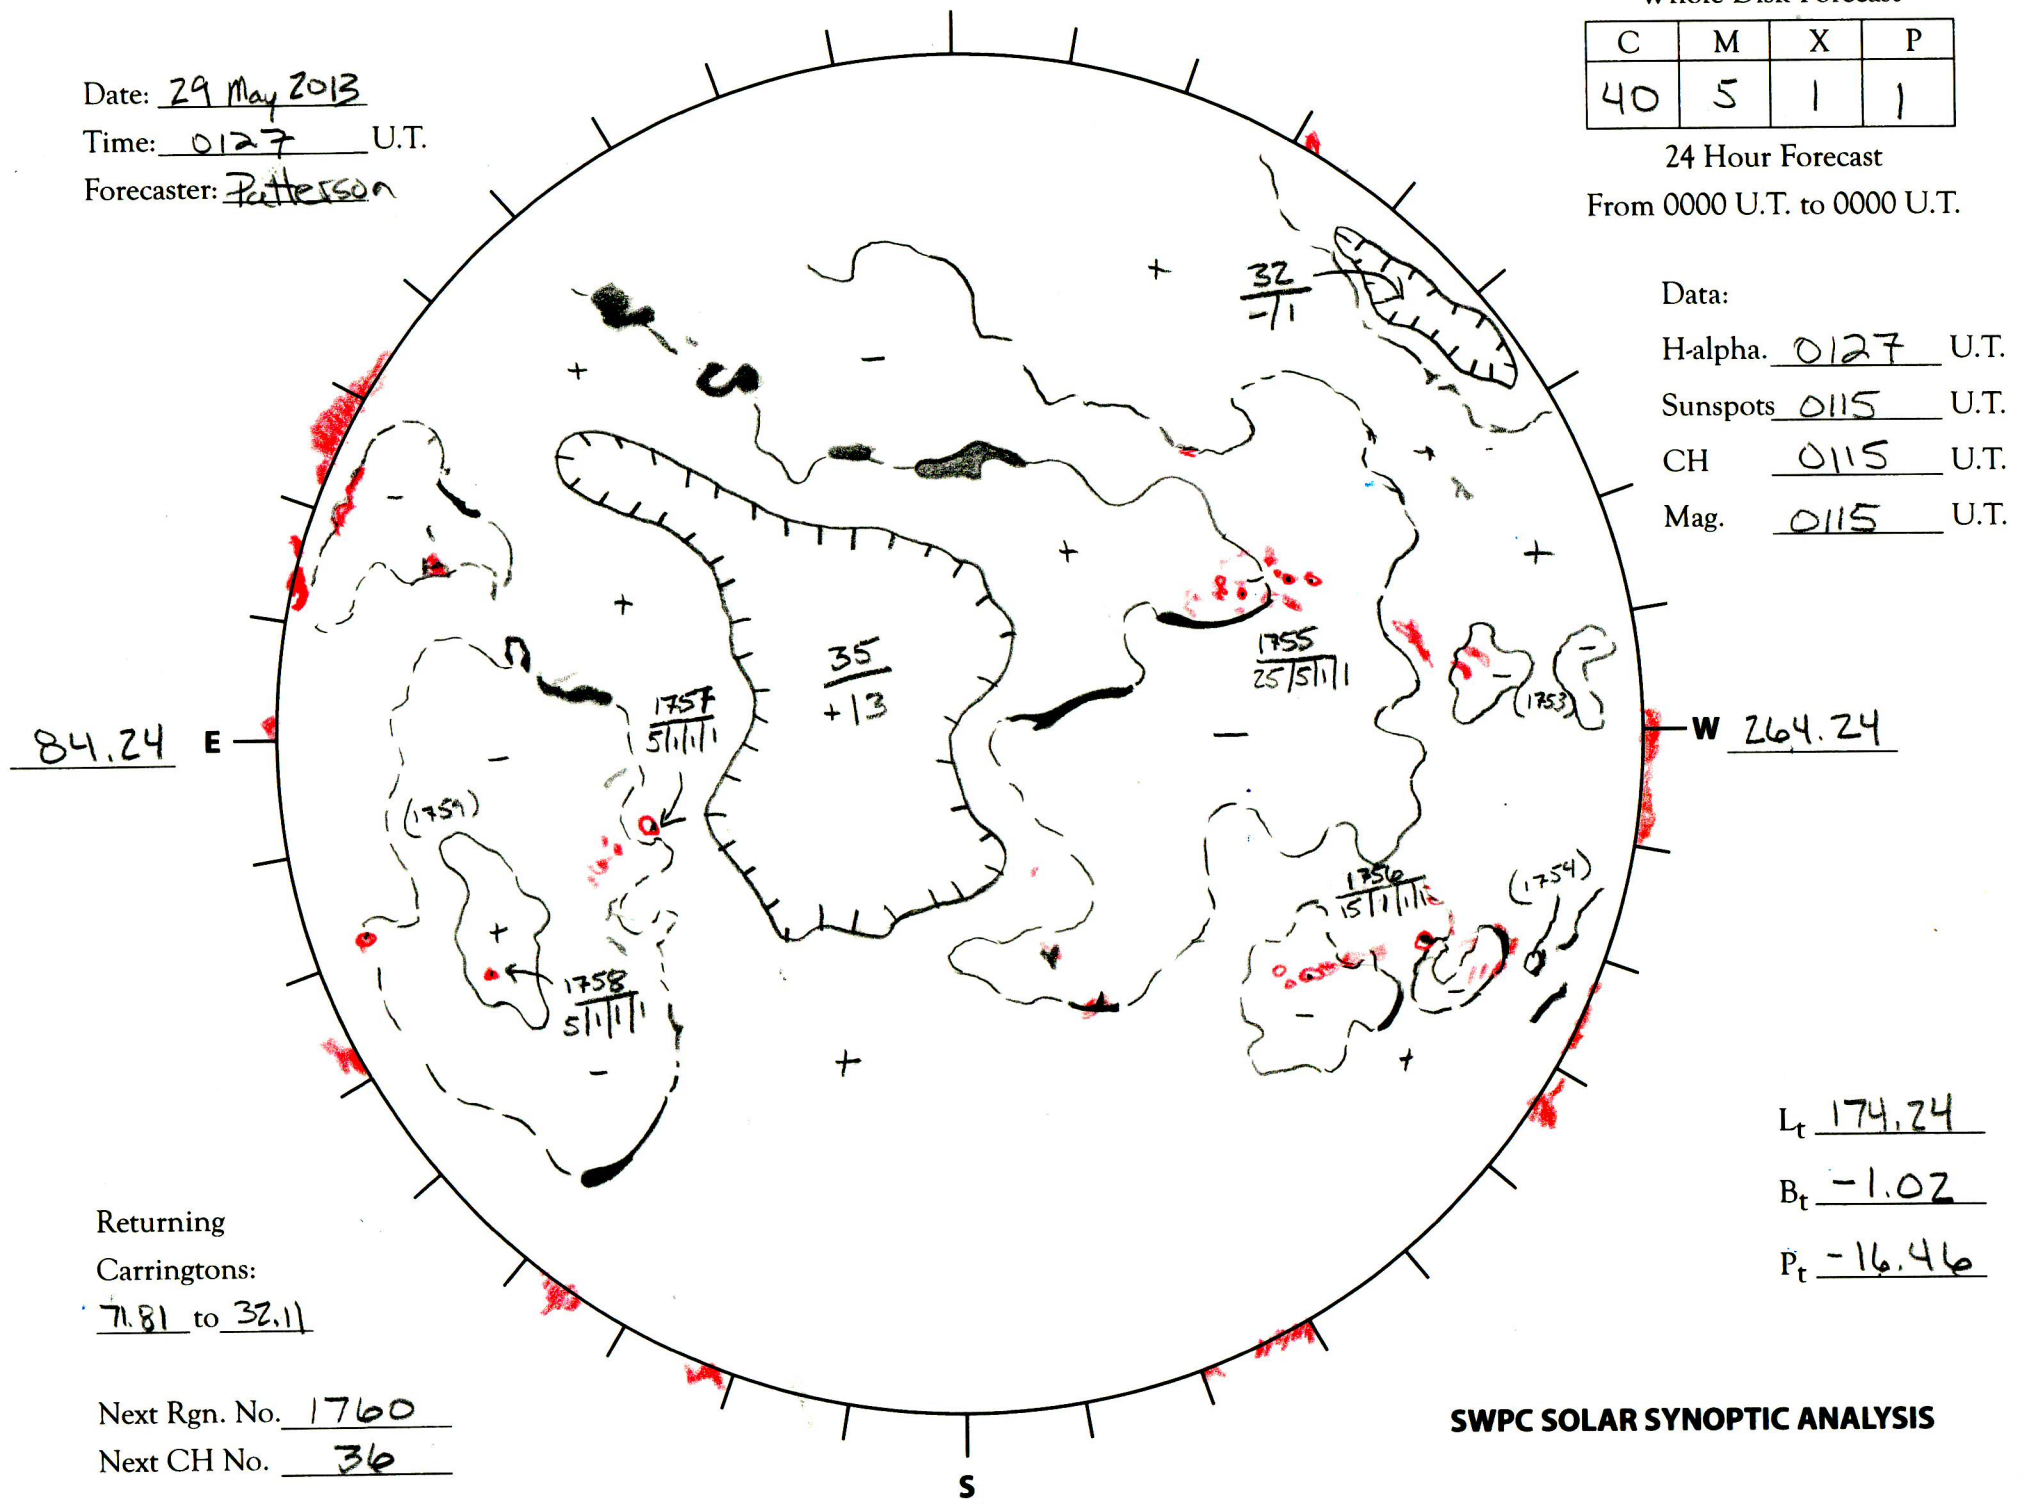 C M X P
40 5 1 1
24 Hour Forecast
From 0000 U.T. to 0000 U.T.
Date: 29 May 2013
Time: 0127 U.T.
Forecaster: Patterson
Data:
H-alpha. 0127 U.T.
Sunspots 0115 U.T.
CH 0115 U.T.
Mag. 0115 U.T.
32
-/1
35
+13
1755
25/5/1/1
1757
5/1/1/1
(1753)
84.24 E
W 264.24
(1759)
1756
15/1/1/1
(1754)
1758
5/1/1/1
Lt 174.24
Bt -1.02
Pt -16.46
Returning
Carringtons:
71.81 to 32.11
Next Rgn. No. 1760
Next CH No. 36
SWPC SOLAR SYNOPTIC ANALYSIS
S